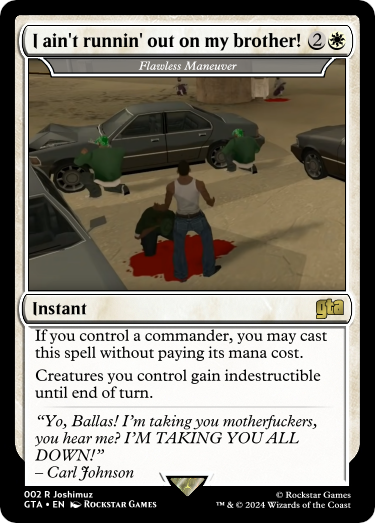 I ain't runnin' out on my brother! 2
Flawless Maneuver
Instant gta
If you control a commander, you may cast
this spell without paying its mana cost.
Creatures you control gain indestructible
until end of turn.
“Yo, Ballas! I'm taking you motherfuckers,
you hear me? I'M TAKING YOU ALL
DOWN!”
– Carl Johnson
002 R Joshimuz © Rockstar Games
GTA • EN Rockstar Games ™ & © 2024 Wizards of the Coast